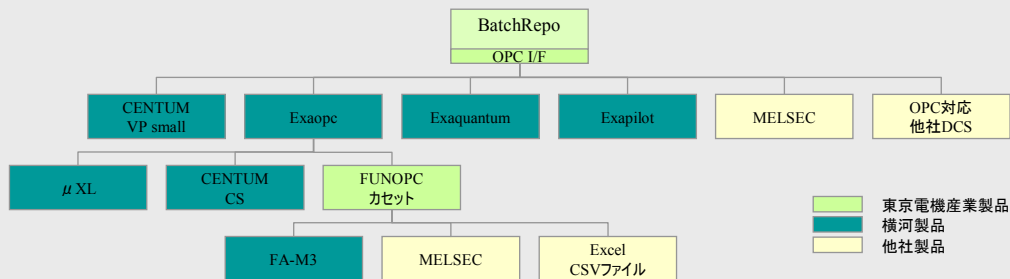 BatchRepo
OPC I/F
CENTUM
VP small
Exaopc
Exaquantum
Exapilot
MELSEC
OPC対応
他社DCS
μ XL
CENTUM
CS
FUNOPC
カセット
東京電機産業製品
横河製品
他社製品
FA-M3
MELSEC
Excel
CSVファイル